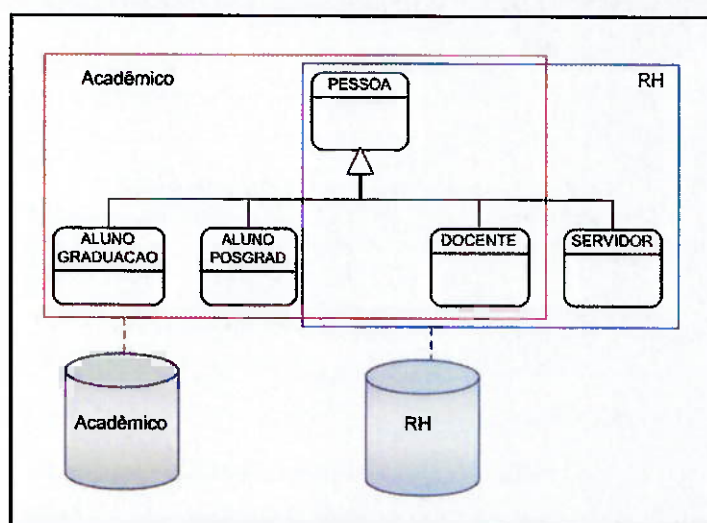 Acadêmico
RH
PESSOA
ALUNO
GRADUACAO
ALUNO
POSGRAD
DOCENTE
SERVIDOR
Acadêmico
RH